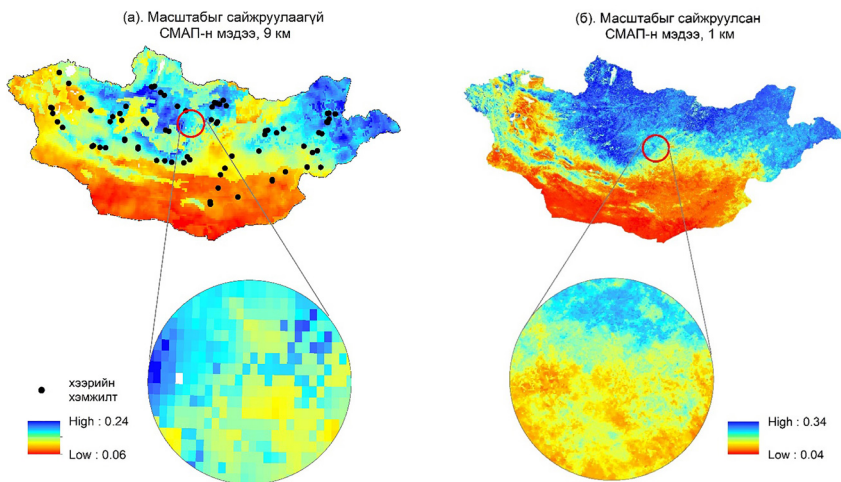 (а). Масштабыг сайжруулаагүй
СМАП-н мэдээ, 9 км
(б). Масштабыг сайжруулсан
СМАП-н мэдээ, 1 км
хээрийн
хэмжилт
High : 0.24
Low : 0.06
High : 0.34
Low : 0.04